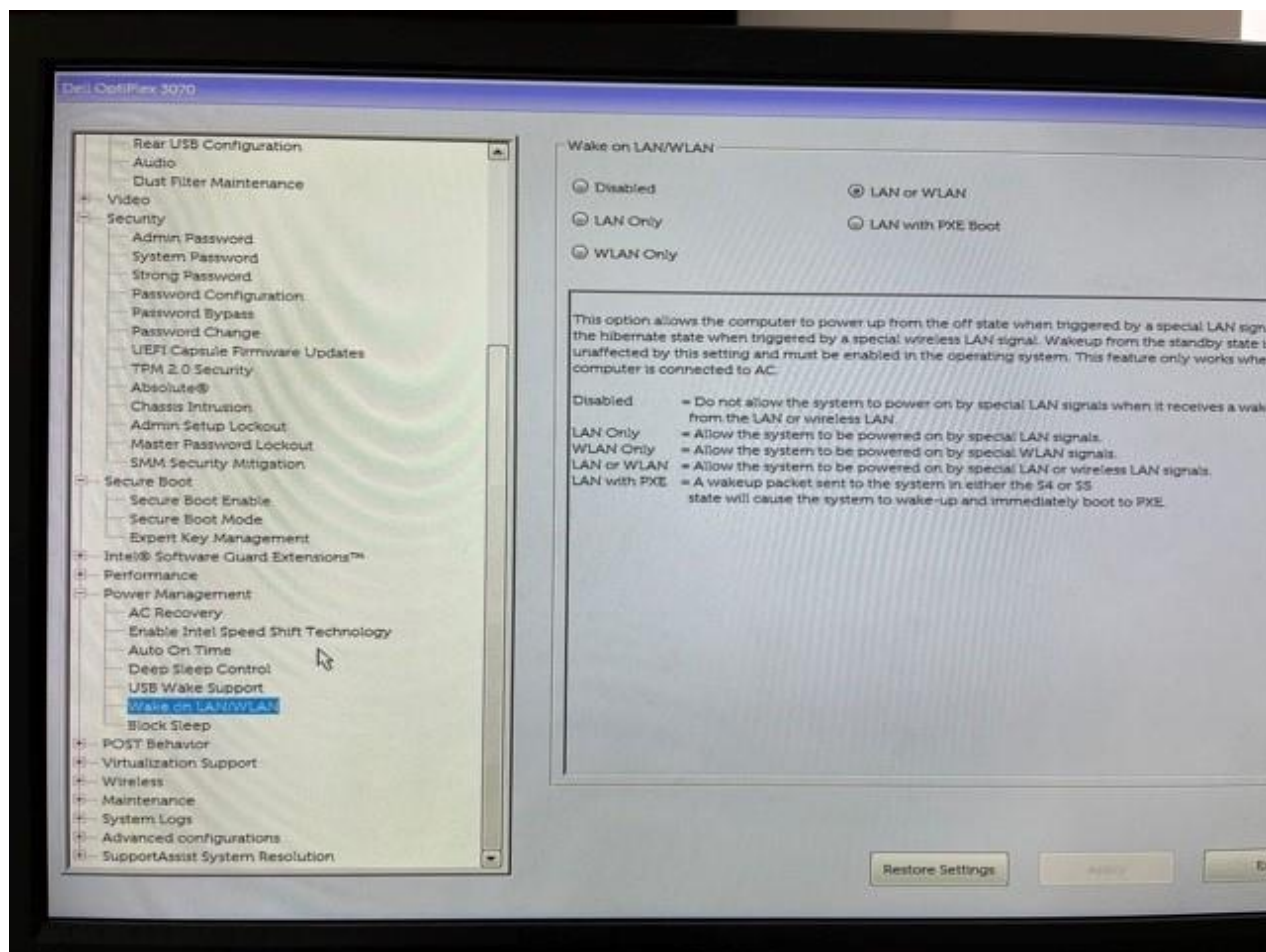 Dell OptiPlex 3070
Rear USB Configuration
Audio
Dust Filter Maintenance
Video
Security
Admin Password
System Password
Strong Password
Password Configuration
Password Bypass
Password Change
UEFI Capsule Firmware Updates
TPM 2.0 Security
Absolute®
Chassis Intrusion
Admin Setup Lockout
Master Password Lockout
SMM Security Mitigation
Secure Boot
Secure Boot Enable
Secure Boot Mode
Expert Key Management
Intel® Software Guard Extensions™
Performance
Power Management
AC Recovery
Enable Intel Speed Shift Technology
Auto On Time
Deep Sleep Control
USB Wake Support
Wake on LAN/WLAN
Block Sleep
POST Behavior
Virtualization Support
Wireless
Maintenance
System Logs
Advanced configurations
SupportAssist System Resolution
Wake on LAN/WLAN
Disabled
LAN or WLAN
LAN Only
LAN with PXE Boot
WLAN Only
This option allows the computer to power up from the off state when triggered by a special LAN sign
the hibernate state when triggered by a special wireless LAN signal. Wakeup from the standby state i
unaffected by this setting and must be enabled in the operating system. This feature only works whe
computer is connected to AC
Disabled = Do not allow the system to power on by special LAN signals when it receives a wak
from the LAN or wireless LAN
LAN Only = Allow the system to be powered on by special LAN signals.
WLAN Only = Allow the system to be powered on by special WLAN signals.
LAN or WLAN = Allow the system to be powered on by special LAN or wireless LAN signals.
LAN with PXE = A wakeup packet sent to the system in either the S4 or S5
state will cause the system to wake-up and immediately boot to PXE.
Restore Settings
Apply
E